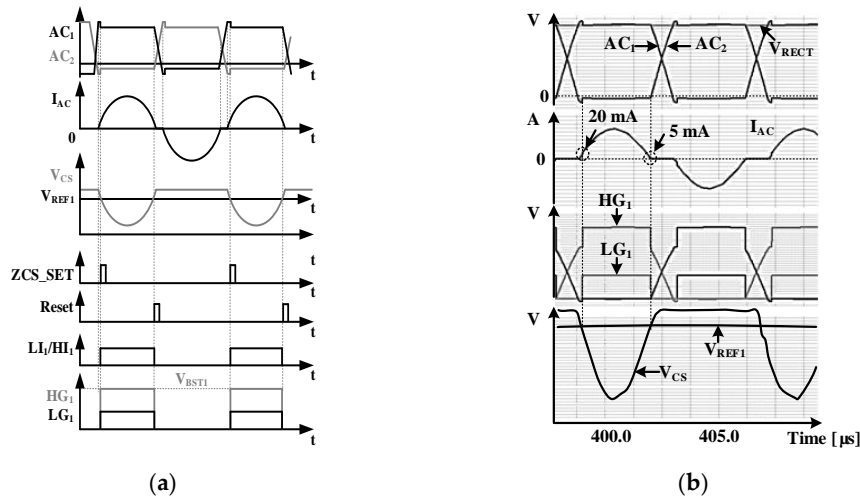 AC1
AC2
t
IAC
0
t
VCS
VREF1
t
ZCS_SET
t
Reset
t
LI1/HI1
t
VBST1
HG1
LG1
t
(a)
V
AC1
AC2
VRECT
0
A
20 mA
5 mA
IAC
0
V
HG1
LG1
V
VREF1
VCS
400.0
405.0
Time [μs]
(b)